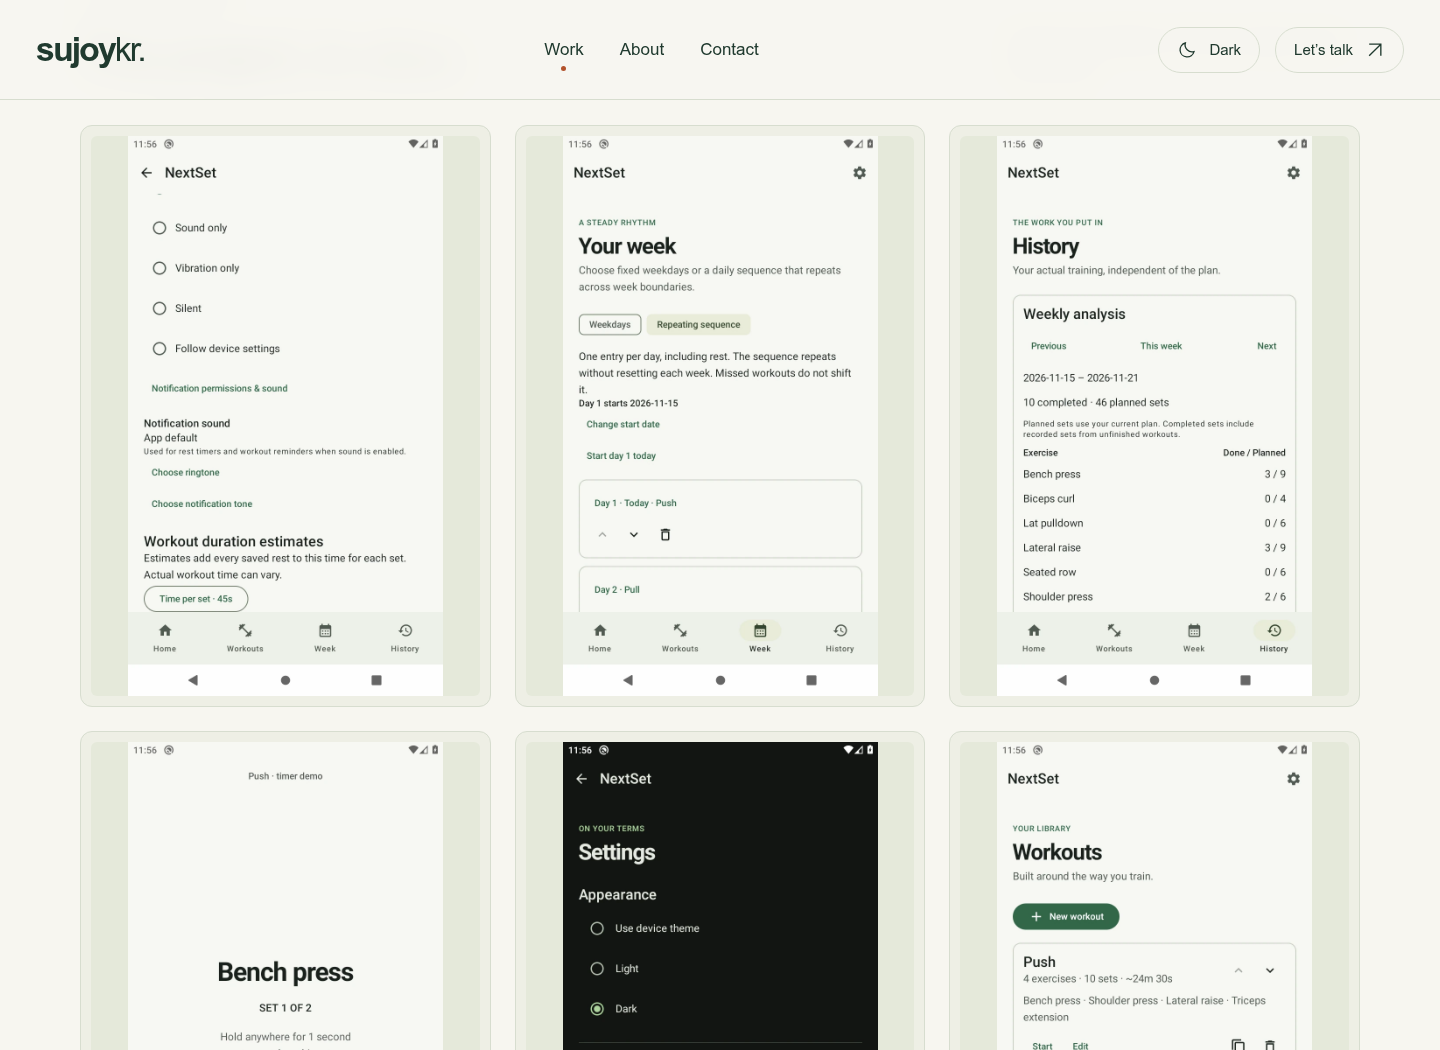 sujoykr.
Work
About
Contact
Dark
Let's talk
11:56
NextSet
Sound only
Vibration only
Silent
Follow device settings
Notification permissions & sound
Notification sound
App default
Used for rest timers and workout reminders when sound is enabled.
Choose ringtone
Choose notification tone
Workout duration estimates
Estimates add every saved rest to this time for each set.
Actual workout time can vary.
Time per set · 45s
Home
Workouts
Week
History
11:56
NextSet
A STEADY RHYTHM
Your week
Choose fixed weekdays or a daily sequence that repeats
across week boundaries.
Weekdays
Repeating sequence
One entry per day, including rest. The sequence repeats
without resetting each week. Missed workouts do not shift
it.
Day 1 starts 2026-11-15
Change start date
Start day 1 today
Day 1 · Today · Push
Day 2 · Pull
Home
Workouts
Week
History
11:56
NextSet
THE WORK YOU PUT IN
History
Your actual training, independent of the plan.
Weekly analysis
Previous
This week
Next
2026-11-15 – 2026-11-21
10 completed · 46 planned sets
Planned sets use your current plan. Completed sets include
recorded sets from unfinished workouts.
Exercise Done / Planned
Bench press 3 / 9
Biceps curl 0 / 4
Lat pulldown 0 / 6
Lateral raise 3 / 9
Seated row 0 / 6
Shoulder press 2 / 6
Home
Workouts
Week
History
11:56
Push · timer demo
Bench press
SET 1 OF 2
Hold anywhere for 1 second
11:56
NextSet
ON YOUR TERMS
Settings
Appearance
Use device theme
Light
Dark
11:56
NextSet
YOUR LIBRARY
Workouts
Built around the way you train.
New workout
Push
4 exercises · 10 sets · ~24m 30s
Bench press · Shoulder press · Lateral raise · Triceps
extension
Start
Edit